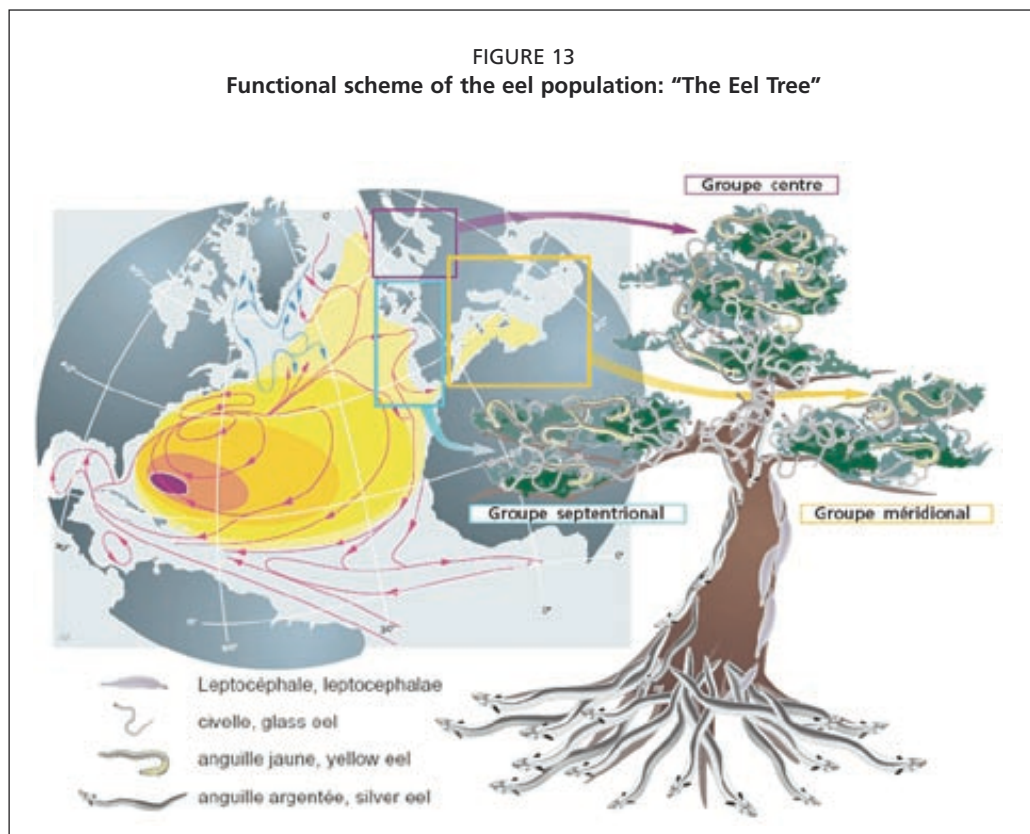 FIGURE 13
Functional scheme of the eel population: “The Eel Tree”
Groupe centre
Groupe septentrional
Groupe méridional
Leptocéphale, leptocephalae
civelle, glass eel
anguille jaune, yellow eel
anguille argentée, silver eel